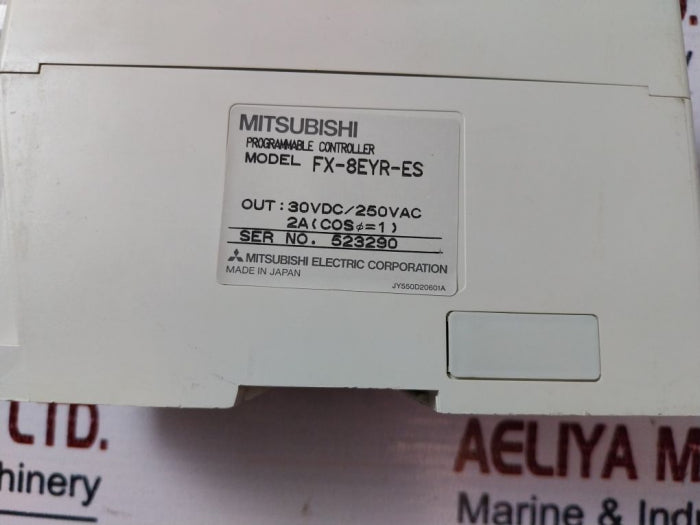 MITSUBISHI
PROGRAMMABLE CONTROLLER
MODEL FX-8EYR-ES
OUT : 30VDC/250VAC
2A(COSφ=1)
SER NO. 523290
MITSUBISHI ELECTRIC CORPORATION
MADE IN JAPAN
JY550D20601A
LTD.
AELIYA M
Marine & Ind